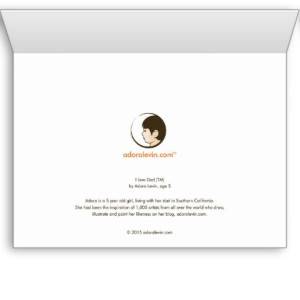 adoralevin.com™
I Love Dad [TM]
by Adora Levin, age 5
Adora is a 5 year old girl, living with her dad in Southern California.
She had been the inspiration of 1,000 artists from all over the world who draw,
illustrate and paint her likeness on her blog, adoralevin.com.
© 2015 adoralevin.com